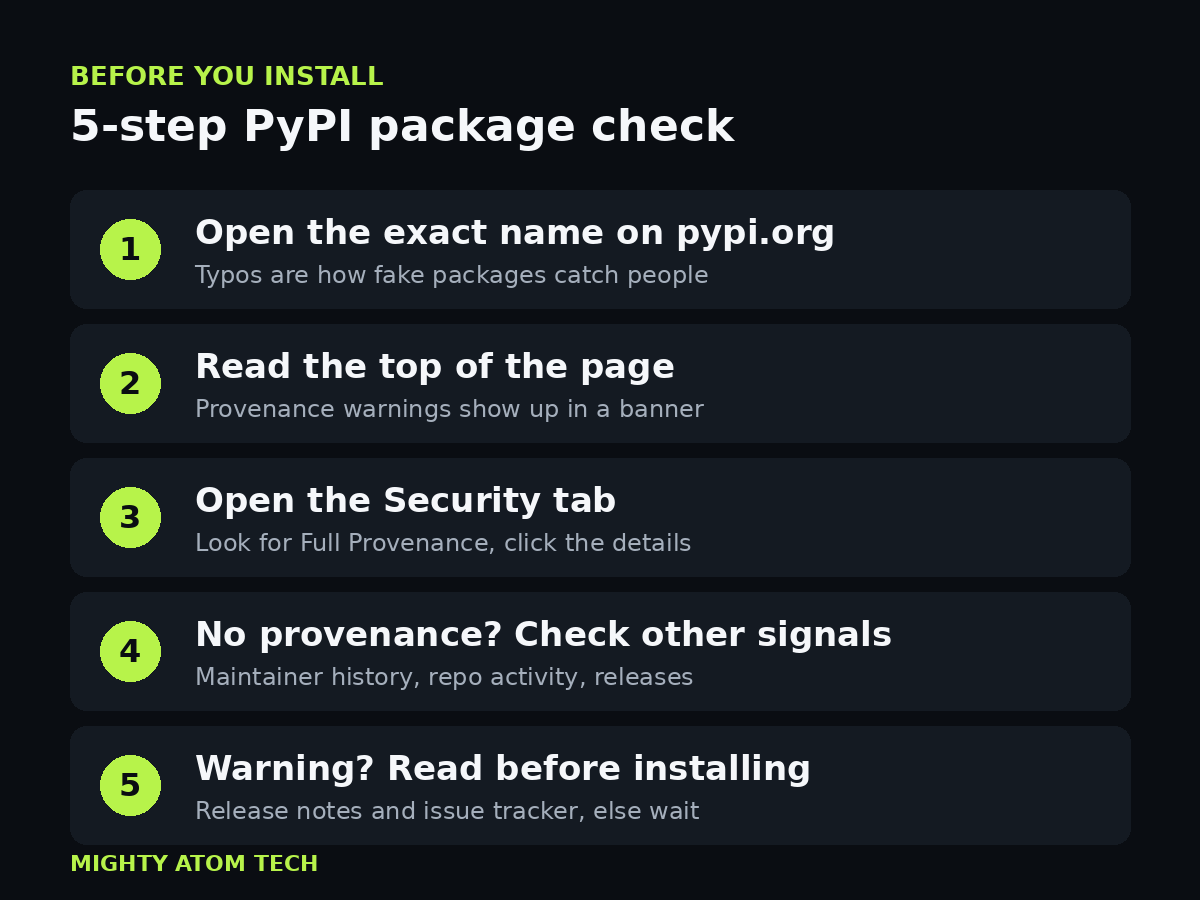 BEFORE YOU INSTALL
5-step PyPI package check
1
Open the exact name on pypi.org
Typos are how fake packages catch people
2
Read the top of the page
Provenance warnings show up in a banner
3
Open the Security tab
Look for Full Provenance, click the details
4
No provenance? Check other signals
Maintainer history, repo activity, releases
5
Warning? Read before installing
Release notes and issue tracker, else wait
MIGHTY ATOM TECH